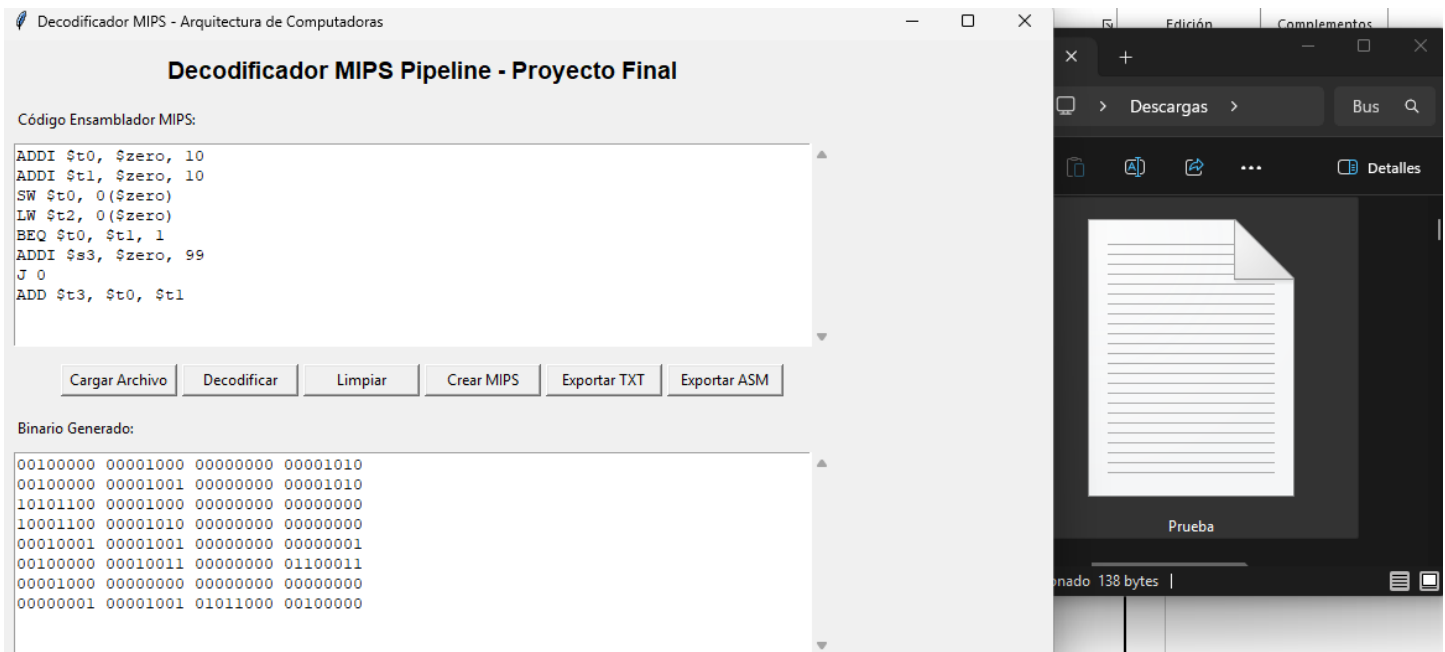 Decodificador MIPS - Arquitectura de Computadoras
Decodificador MIPS Pipeline - Proyecto Final
Código Ensamblador MIPS:
ADDI $t0, $zero, 10
ADDI $t1, $zero, 10
SW $t0, 0($zero)
LW $t2, 0($zero)
BEQ $t0, $t1, 1
ADDI $s3, $zero, 99
J 0
ADD $t3, $t0, $t1
Cargar Archivo Decodificar Limpiar Crear MIPS Exportar TXT Exportar ASM
Binario Generado:
00100000 00001000 00000000 00001010
00100000 00001001 00000000 00001010
10101100 00001000 00000000 00000000
10001100 00001010 00000000 00000000
00010001 00001001 00000000 00000001
00100000 00010011 00000000 01100011
00001000 00000000 00000000 00000000
00000001 00001001 01011000 00100000
Edición Complementos
Descargas Bus
Detalles
Prueba
onado 138 bytes